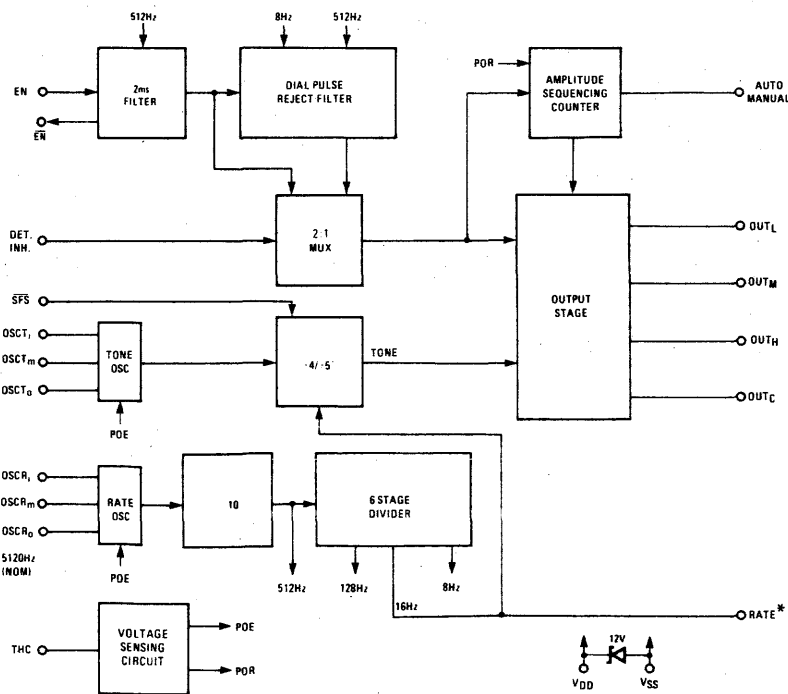 512Hz
8Hz
512Hz
EN
2ms
FILTER
DIAL PULSE
REJECT FILTER
POR
AMPLITUDE
SEQUENCING
COUNTER
AUTO
MANUAL
EN
DET.
INH.
2:1
MUX
OUTL
OUTM
OUTPUT
STAGE
OUTH
OUTC
SFS
OSCTi
OSCTm
OSCTo
TONE
OSC
-4/-5
TONE
POE
OSCRi
OSCRm
OSCRo
RATE
OSC
10
6 STAGE
DIVIDER
5120Hz
(NOM)
POE
512Hz
128Hz
8Hz
16Hz
RATE*
THC
VOLTAGE
SENSING
CIRCUIT
POE
POR
12V
VDD
VSS